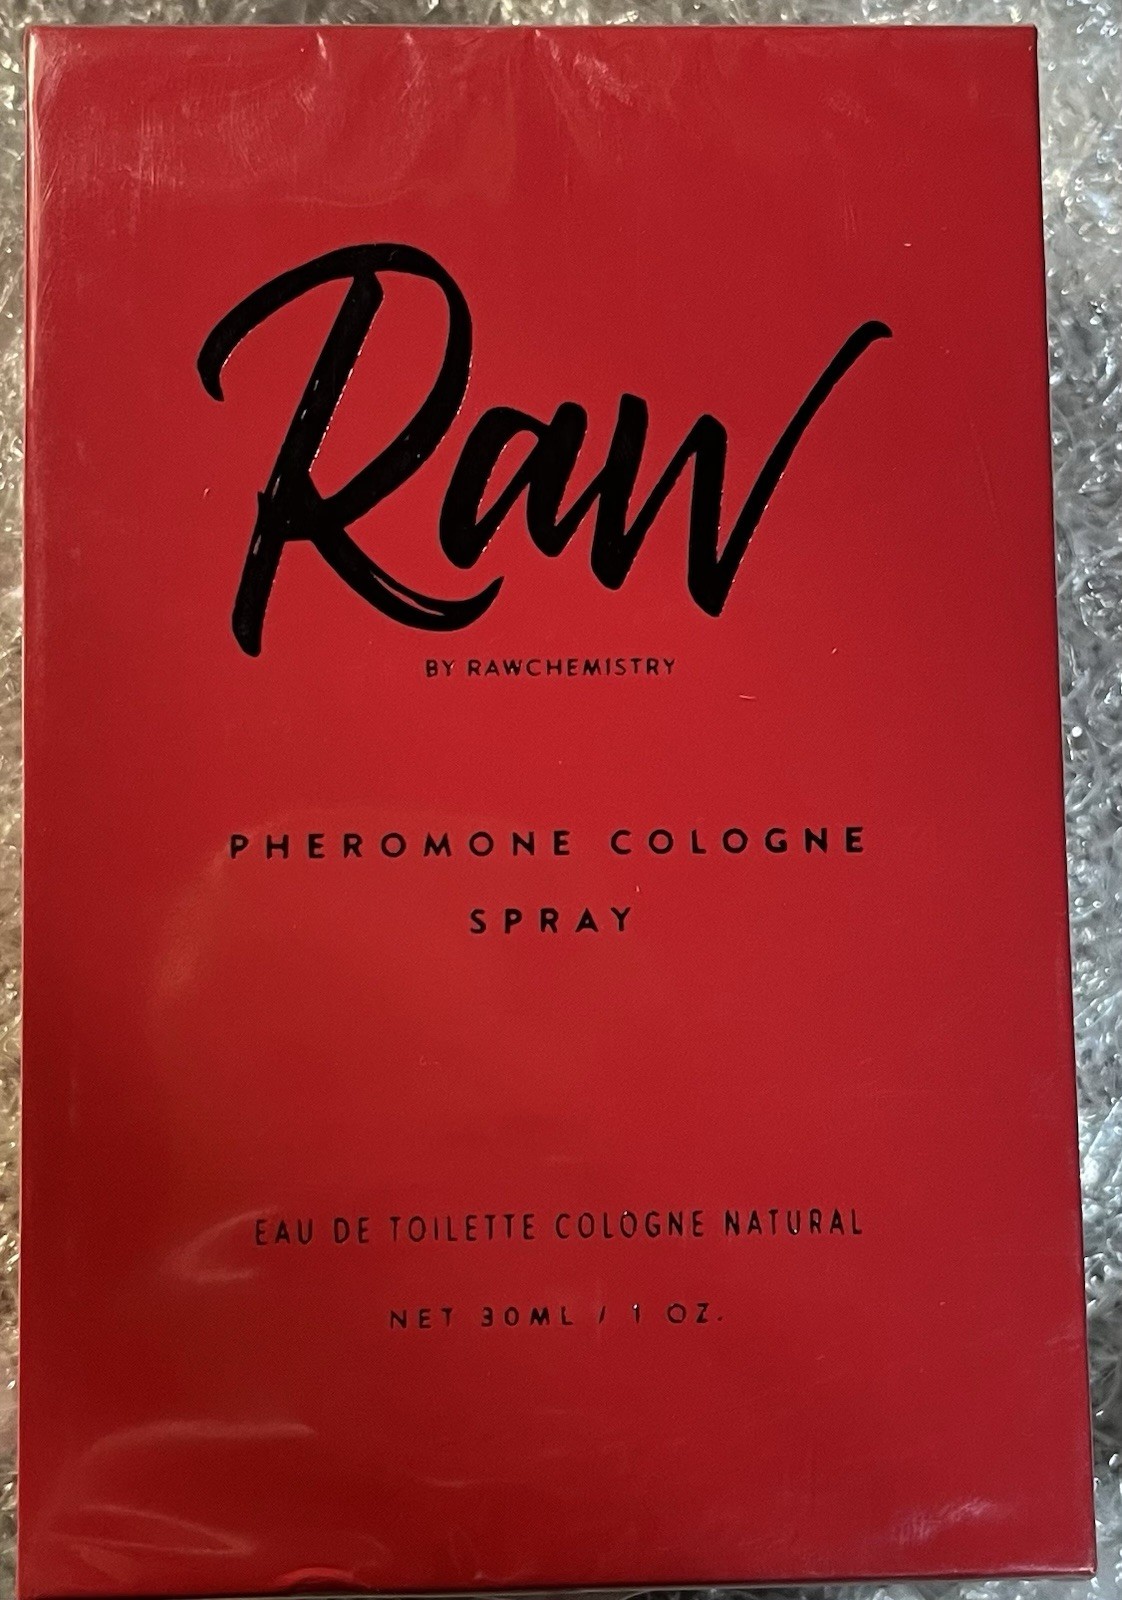 Raw
BY RAWCHEMISTRY
PHEROMONE COLOGNE
SPRAY
EAU DE TOILETTE COLOGNE NATURAL
NET 30ML / 1 OZ.